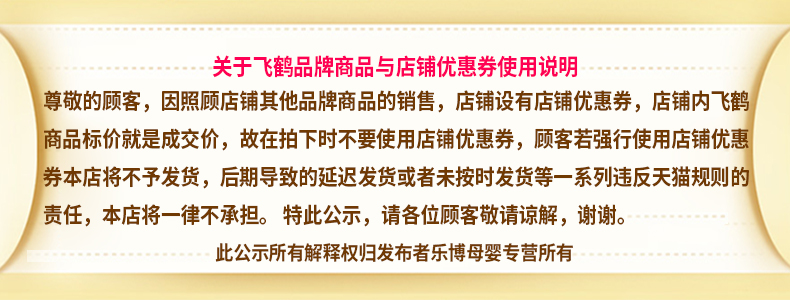 关于飞鹤品牌商品与店铺优惠券使用说明
尊敬的顾客，因照顾店铺其他品牌商品的销售，店铺设有店铺优惠券，店铺内飞鹤
商品标价就是成交价，故在拍下时不要使用店铺优惠券，顾客若强行使用店铺优惠
券本店将不予发货，后期导致的延迟发货或者未按时发货等一系列违反天猫规则的
责任，本店将一律不承担。 特此公示，请各位顾客敬请谅解，谢谢。
此公示所有解释权归发布者乐博母婴专营所有